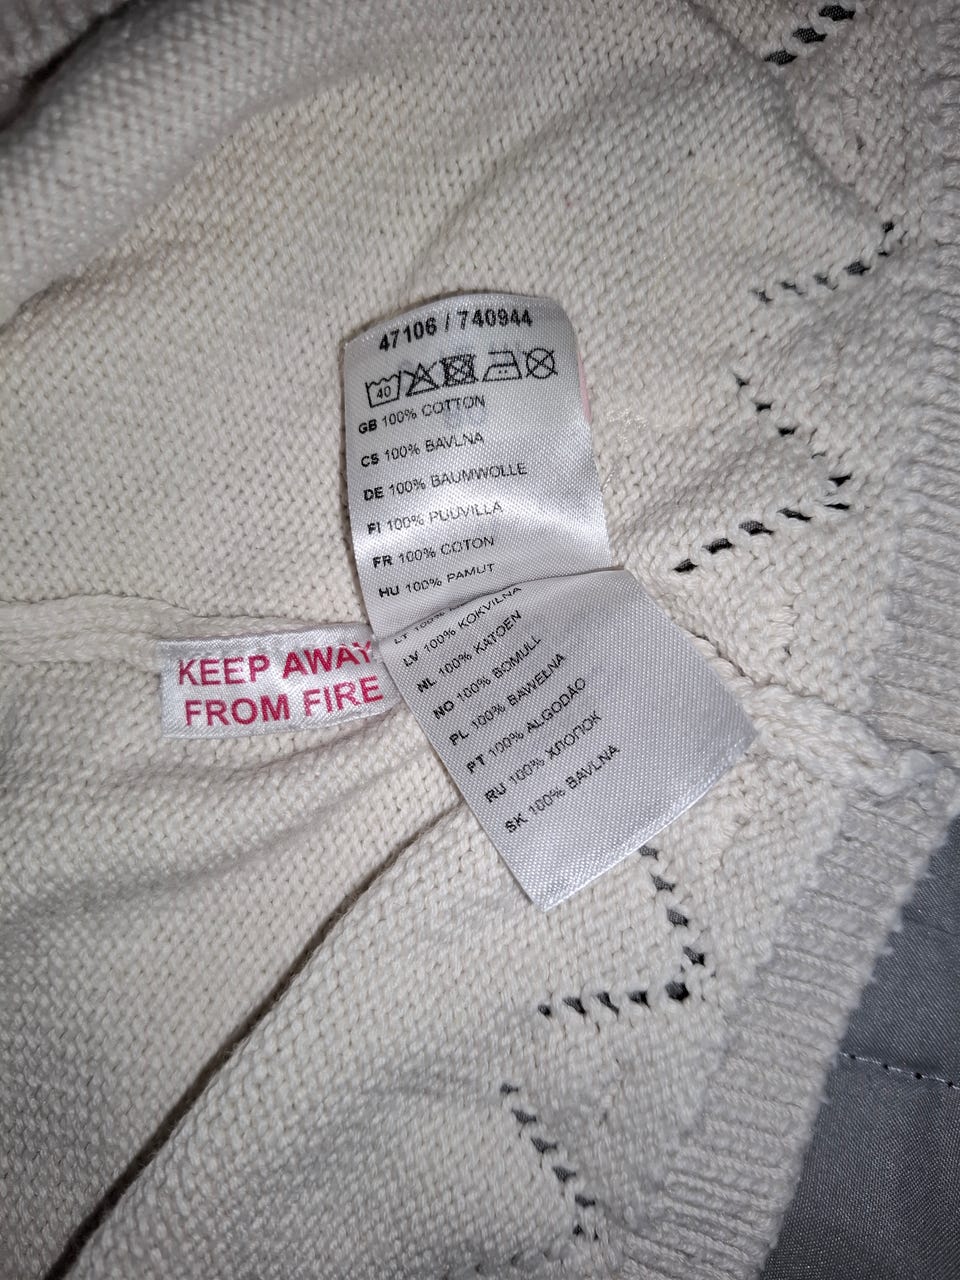 47106 / 740944
40
GB 100% COTTON
CS 100% BAVLNA
DE 100% BAUMWOLLE
FI 100% PUUVILLA
FR 100% COTON
HU 100% PAMUT
LT 100%
LV 100% KOKVILNA
NL 100% KATOEN
NO 100% BOMULL
PL 100% BAWEŁNA
PT 100% ALGODÃO
RU 100% ХЛОПОК
SK 100% BAVLNA
KEEP AWAY
FROM FIRE